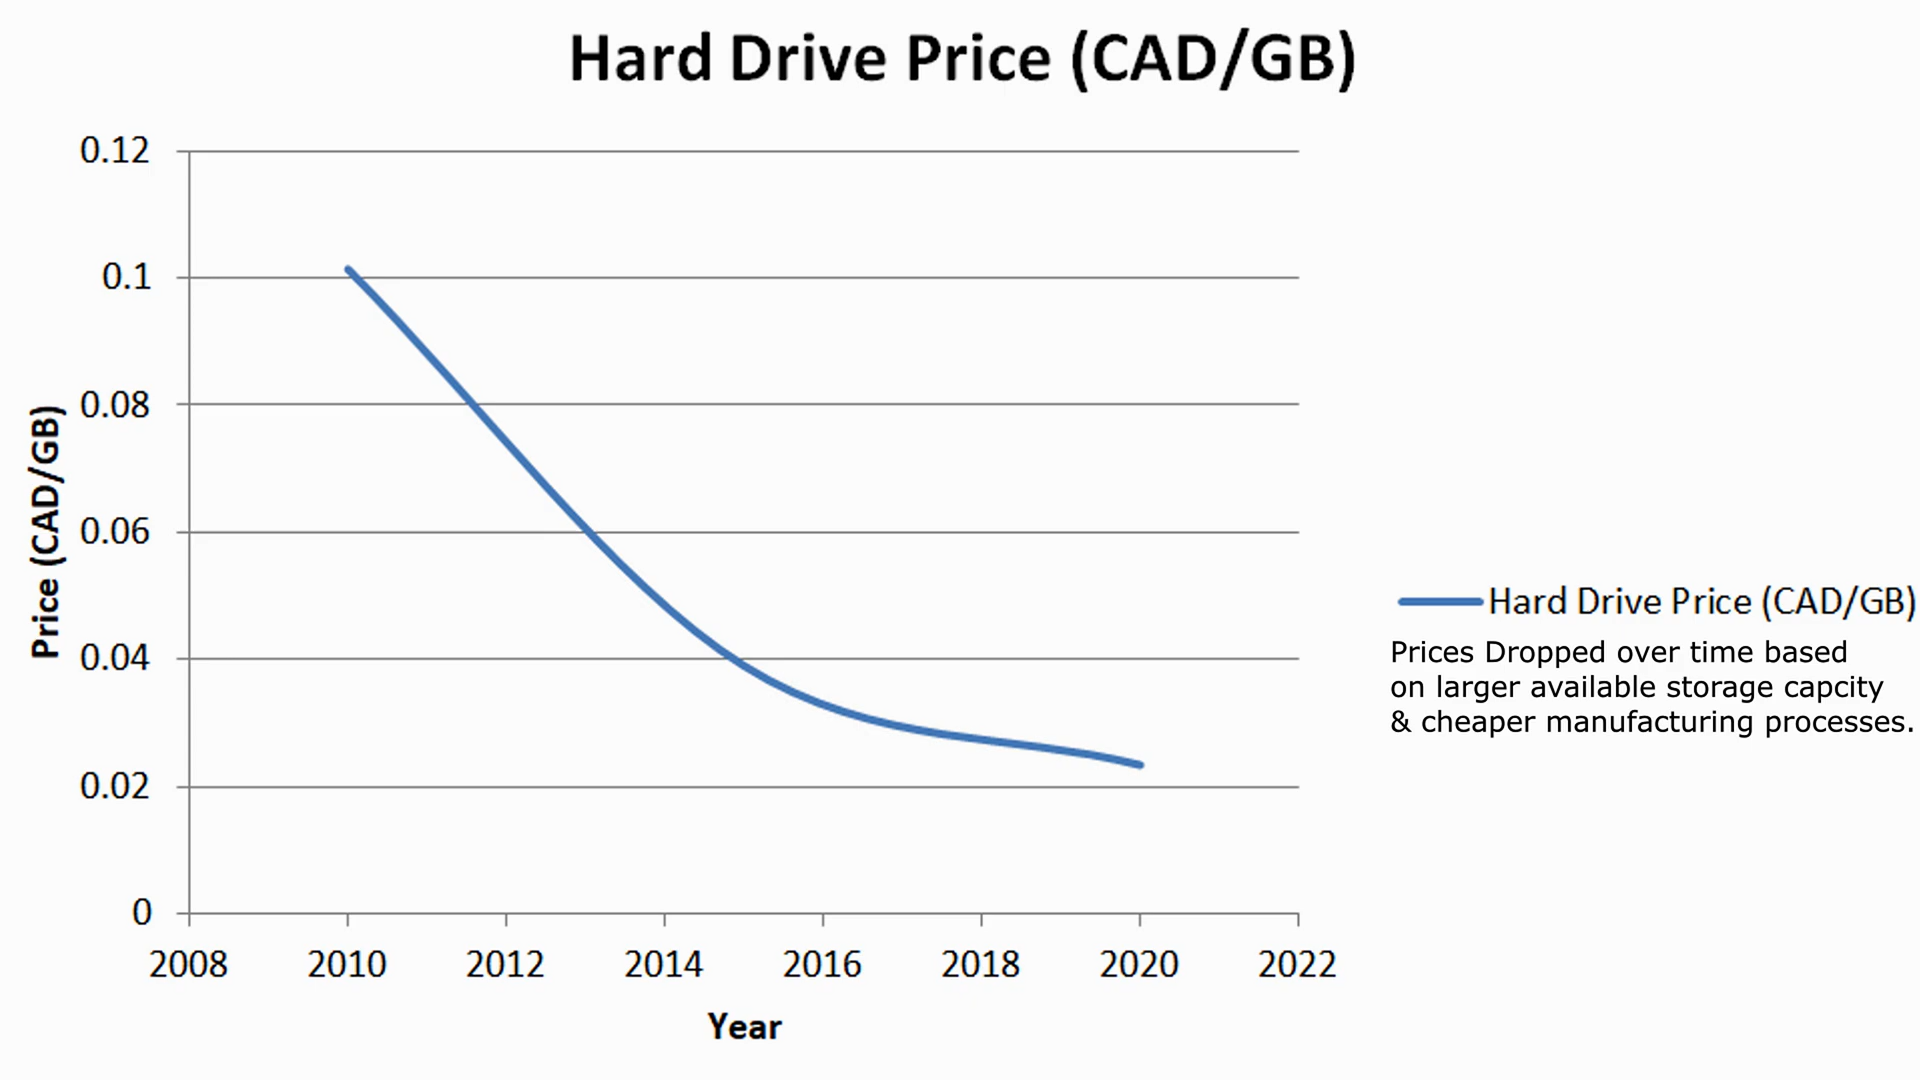 Hard Drive Price (CAD/GB)
0.12
0.1
0.08
0.06
0.04
0.02
0
Price (CAD/GB)
2008 2010 2012 2014 2016 2018 2020 2022
Year
Hard Drive Price (CAD/GB)
Prices Dropped over time based
on larger available storage capcity
& cheaper manufacturing processes.